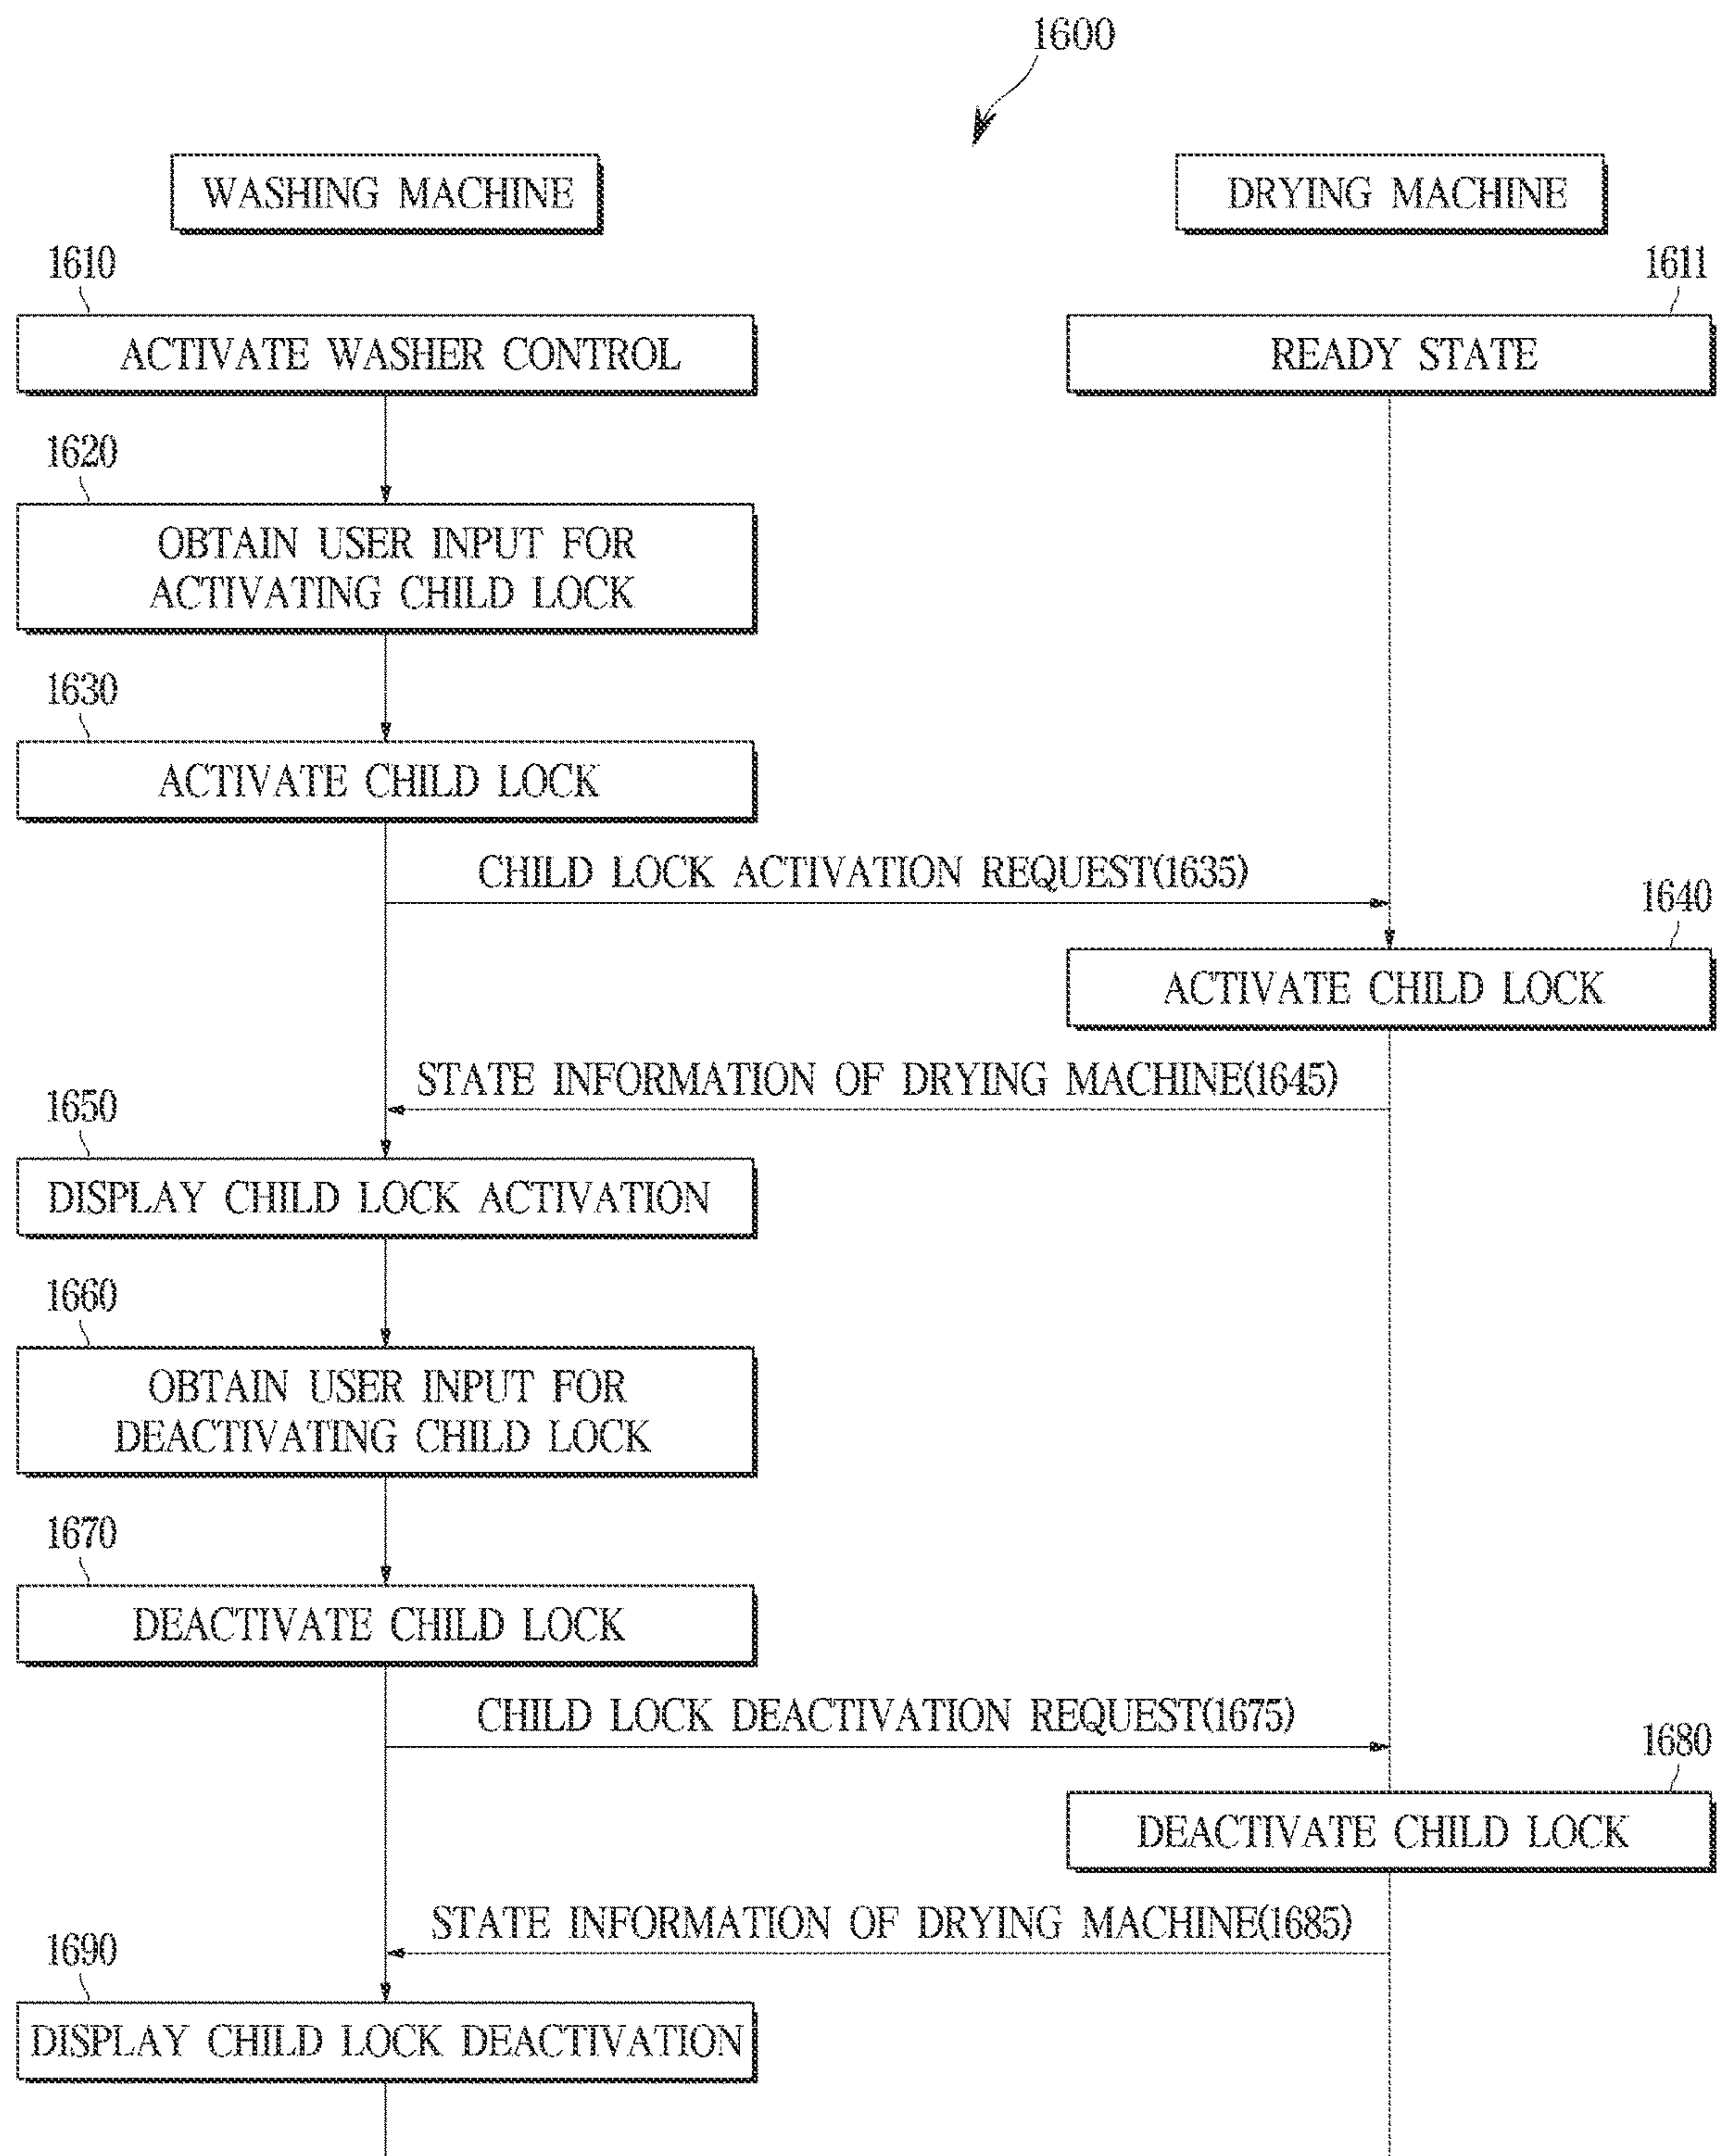 1600
WASHING MACHINE
DRYING MACHINE
1610
1611
ACTIVATE WASHER CONTROL
READY STATE
1620
OBTAIN USER INPUT FOR
ACTIVATING CHILD LOCK
1630
ACTIVATE CHILD LOCK
CHILD LOCK ACTIVATION REQUEST(1635)
1640
ACTIVATE CHILD LOCK
STATE INFORMATION OF DRYING MACHINE(1645)
1650
DISPLAY CHILD LOCK ACTIVATION
1660
OBTAIN USER INPUT FOR
DEACTIVATING CHILD LOCK
1670
DEACTIVATE CHILD LOCK
CHILD LOCK DEACTIVATION REQUEST(1675)
1680
DEACTIVATE CHILD LOCK
STATE INFORMATION OF DRYING MACHINE(1685)
1690
DISPLAY CHILD LOCK DEACTIVATION